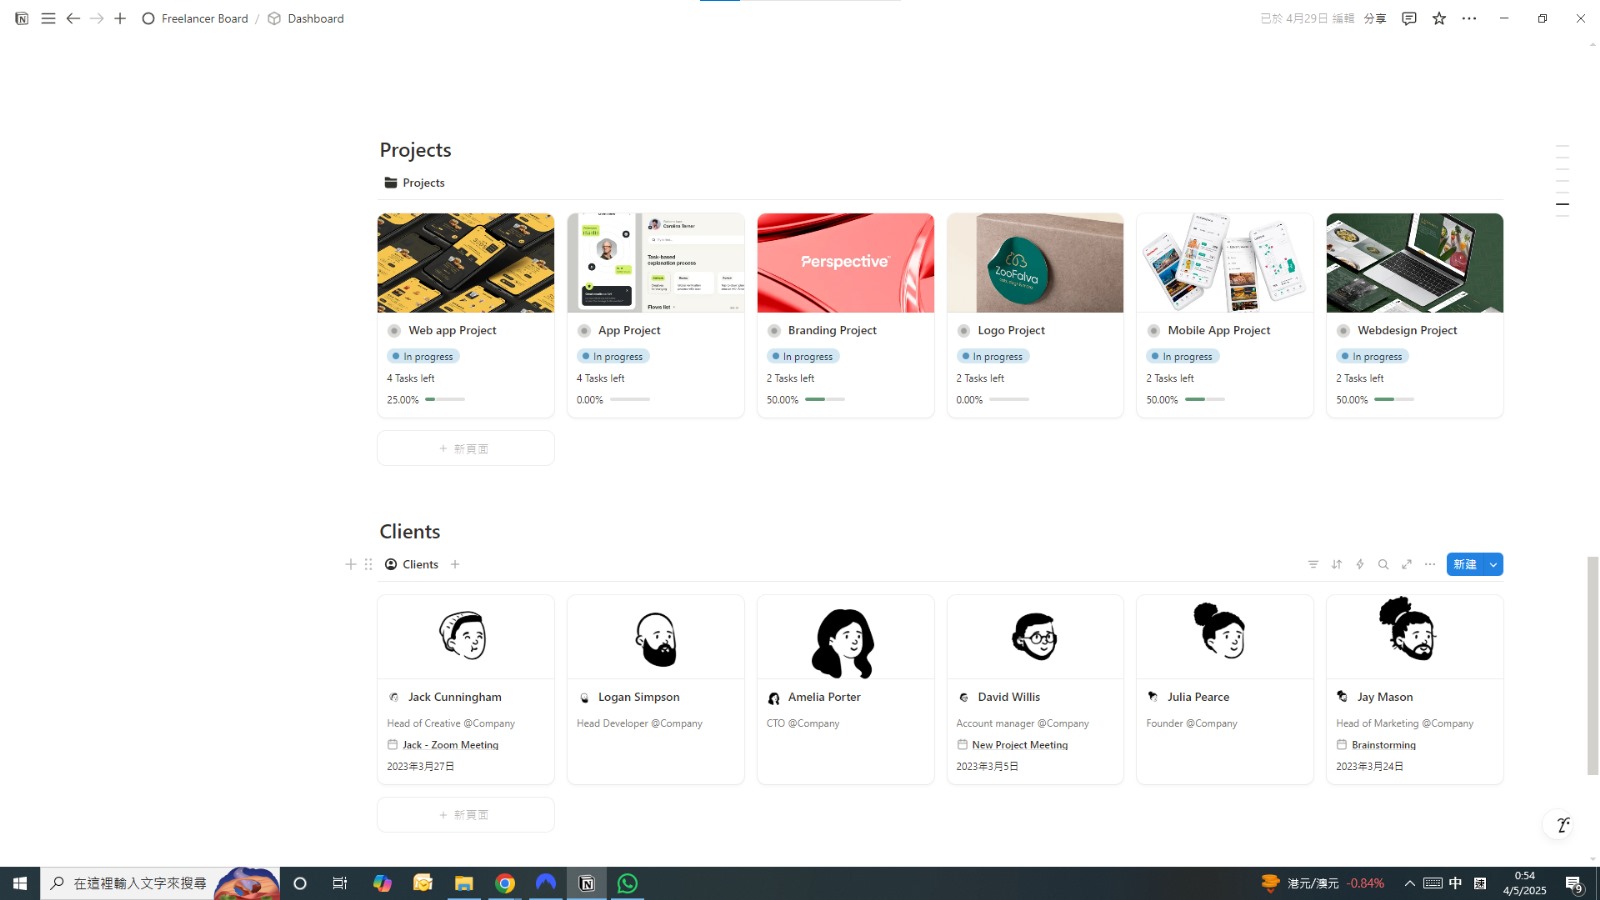 Freelancer Board / Dashboard
已於 4月29日 編輯 分享
Projects
Projects
Perspective
ZooFalva
Web app Project
App Project
Branding Project
Logo Project
Mobile App Project
Webdesign Project
In progress
In progress
In progress
In progress
In progress
In progress
4 Tasks left
4 Tasks left
2 Tasks left
2 Tasks left
2 Tasks left
2 Tasks left
25.00%
0.00%
50.00%
0.00%
50.00%
50.00%
+ 新頁面
Clients
Clients
新建
Jack Cunningham
Logan Simpson
Amelia Porter
David Willis
Julia Pearce
Jay Mason
Head of Creative @Company
Head Developer @Company
CTO @Company
Account manager @Company
Founder @Company
Head of Marketing @Company
Jack - Zoom Meeting
New Project Meeting
Brainstorming
2023年3月27日
2023年3月5日
2023年3月24日
+ 新頁面
在這裡輸入文字來搜尋
港元/澳元 -0.84%
中
0:54
4/5/2025
9